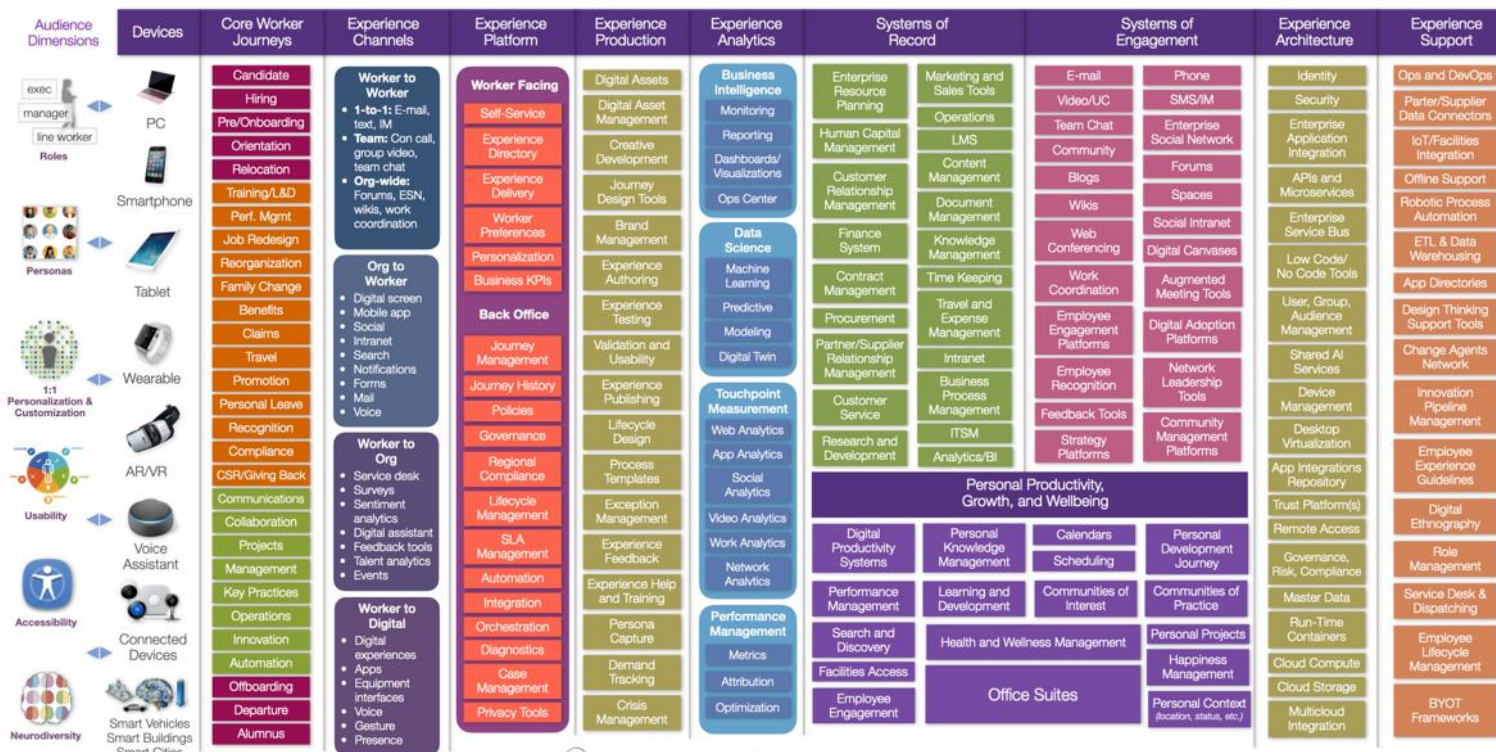 Audience
Dimensions
Devices
Core Worker
Journeys
Experience
Channels
Experience
Platform
Experience
Production
Experience
Analytics
Systems of
Record
Systems of
Engagement
Experience
Architecture
Experience
Support
exec
manager
line worker
Roles
Personas
1:1
Personalization &
Customization
Usability
Accessibility
Neurodiversity
PC
Smartphone
Tablet
Wearable
AR/VR
Voice
Assistant
Connected
Devices
Smart Vehicles
Smart Buildings
Smart Cities
Candidate
Hiring
Pre/Onboarding
Orientation
Relocation
Training/L&D
Perf. Mgmt
Job Redesign
Reorganization
Family Change
Benefits
Claims
Travel
Promotion
Personal Leave
Recognition
Compliance
CSR/Giving Back
Communications
Collaboration
Projects
Management
Key Practices
Operations
Innovation
Automation
Offboarding
Departure
Alumnus
Worker to
Worker
• 1-to-1: E-mail,
text, IM
• Team: Con call,
group video,
team chat
• Org-wide:
Forums, ESN,
wikis, work
coordination
Org to
Worker
• Digital screen
• Mobile app
• Social
• Intranet
• Search
• Notifications
• Forms
• Mail
• Voice
Worker to
Org
• Service desk
• Surveys
• Sentiment
analytics
• Digital assistant
• Feedback tools
• Talent analytics
• Events
Worker to
Digital
• Digital
experiences
• Apps
• Equipment
interfaces
• Voice
• Gesture
• Presence
Worker Facing
Self-Service
Experience
Directory
Experience
Delivery
Worker
Preferences
Personalization
Business KPIs
Back Office
Journey
Management
Journey History
Policies
Governance
Regional
Compliance
Lifecycle
Management
SLA
Management
Automation
Integration
Orchestration
Diagnostics
Case
Management
Privacy Tools
Digital Assets
Digital Asset
Management
Creative
Development
Journey
Design Tools
Brand
Management
Experience
Authoring
Experience
Testing
Validation and
Usability
Experience
Publishing
Lifecycle
Design
Process
Templates
Exception
Management
Experience
Feedback
Experience Help
and Training
Persona
Capture
Demand
Tracking
Crisis
Management
Business
Intelligence
Monitoring
Reporting
Dashboards/
Visualizations
Ops Center
Data
Science
Machine
Learning
Predictive
Modeling
Digital Twin
Touchpoint
Measurement
Web Analytics
App Analytics
Social
Analytics
Video Analytics
Work Analytics
Network
Analytics
Performance
Management
Metrics
Attribution
Optimization
Enterprise
Resource
Planning
Human Capital
Management
Customer
Relationship
Management
Finance
System
Contract
Management
Procurement
Partner/Supplier
Relationship
Management
Customer
Service
Research and
Development
Marketing and
Sales Tools
Operations
LMS
Content
Management
Document
Management
Knowledge
Management
Time Keeping
Travel and
Expense
Management
Intranet
Business
Process
Management
ITSM
Analytics/BI
E-mail
Video/UC
Team Chat
Community
Blogs
Wikis
Web
Conferencing
Work
Coordination
Employee
Engagement
Platforms
Employee
Recognition
Feedback Tools
Strategy
Platforms
Phone
SMS/IM
Enterprise
Social Network
Forums
Spaces
Social Intranet
Digital Canvases
Augmented
Meeting Tools
Digital Adoption
Platforms
Network
Leadership
Tools
Community
Management
Platforms
Personal Productivity,
Growth, and Wellbeing
Digital
Productivity
Systems
Personal
Knowledge
Management
Calendars
Scheduling
Personal
Development
Journey
Performance
Management
Learning and
Development
Communities of
Interest
Communities of
Practice
Search and
Discovery
Health and Wellness Management
Personal Projects
Facilities Access
Office Suites
Happiness
Management
Employee
Engagement
Personal Context
(location, status, etc.)
Identity
Security
Enterprise
Application
Integration
APIs and
Microservices
Enterprise
Service Bus
Low Code/
No Code Tools
User, Group,
Audience
Management
Shared AI
Services
Device
Management
Desktop
Virtualization
App Integrations
Repository
Trust Platform(s)
Remote Access
Governance,
Risk, Compliance
Master Data
Run-Time
Containers
Cloud Compute
Cloud Storage
Multicloud
Integration
Ops and DevOps
Parter/Supplier
Data Connectors
IoT/Facilities
Integration
Offline Support
Robotic Process
Automation
ETL & Data
Warehousing
App Directories
Design Thinking
Support Tools
Change Agents
Network
Innovation
Pipeline
Management
Employee
Experience
Guidelines
Digital
Ethnography
Role
Management
Service Desk &
Dispatching
Employee
Lifecycle
Management
BYOT
Frameworks